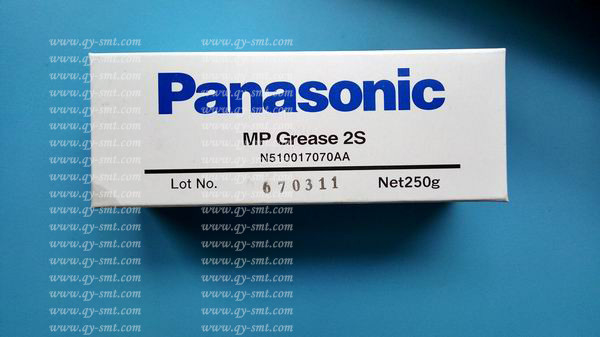 Panasonic
MP Grease 2S
N510017070AA
Lot No. 670311 Net250g
www.qy-smt.com